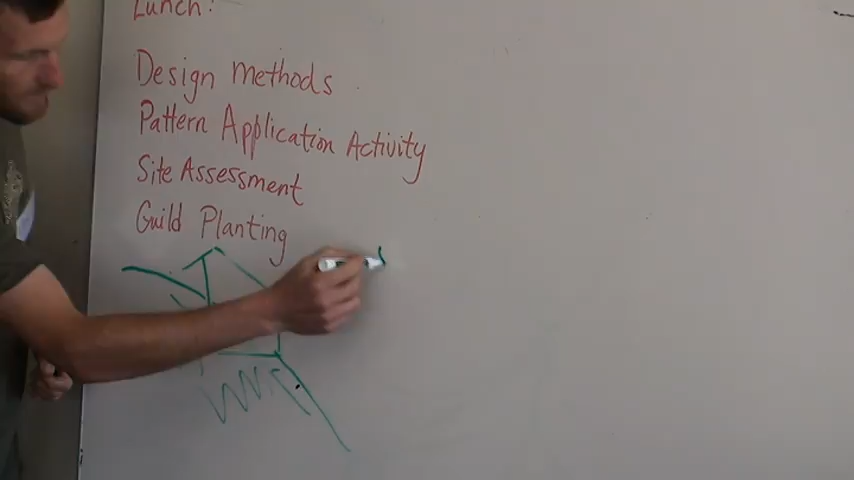 Lunch:
Design methods
Pattern Application Activity
Site Assessment
Guild Planting